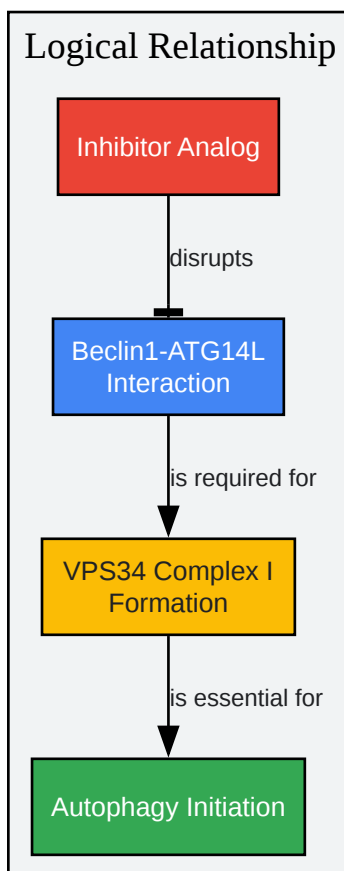 Logical Relationship
Inhibitor Analog
disrupts
Beclin1-ATG14L
Interaction
is required for
VPS34 Complex I
Formation
is essential for
Autophagy Initiation